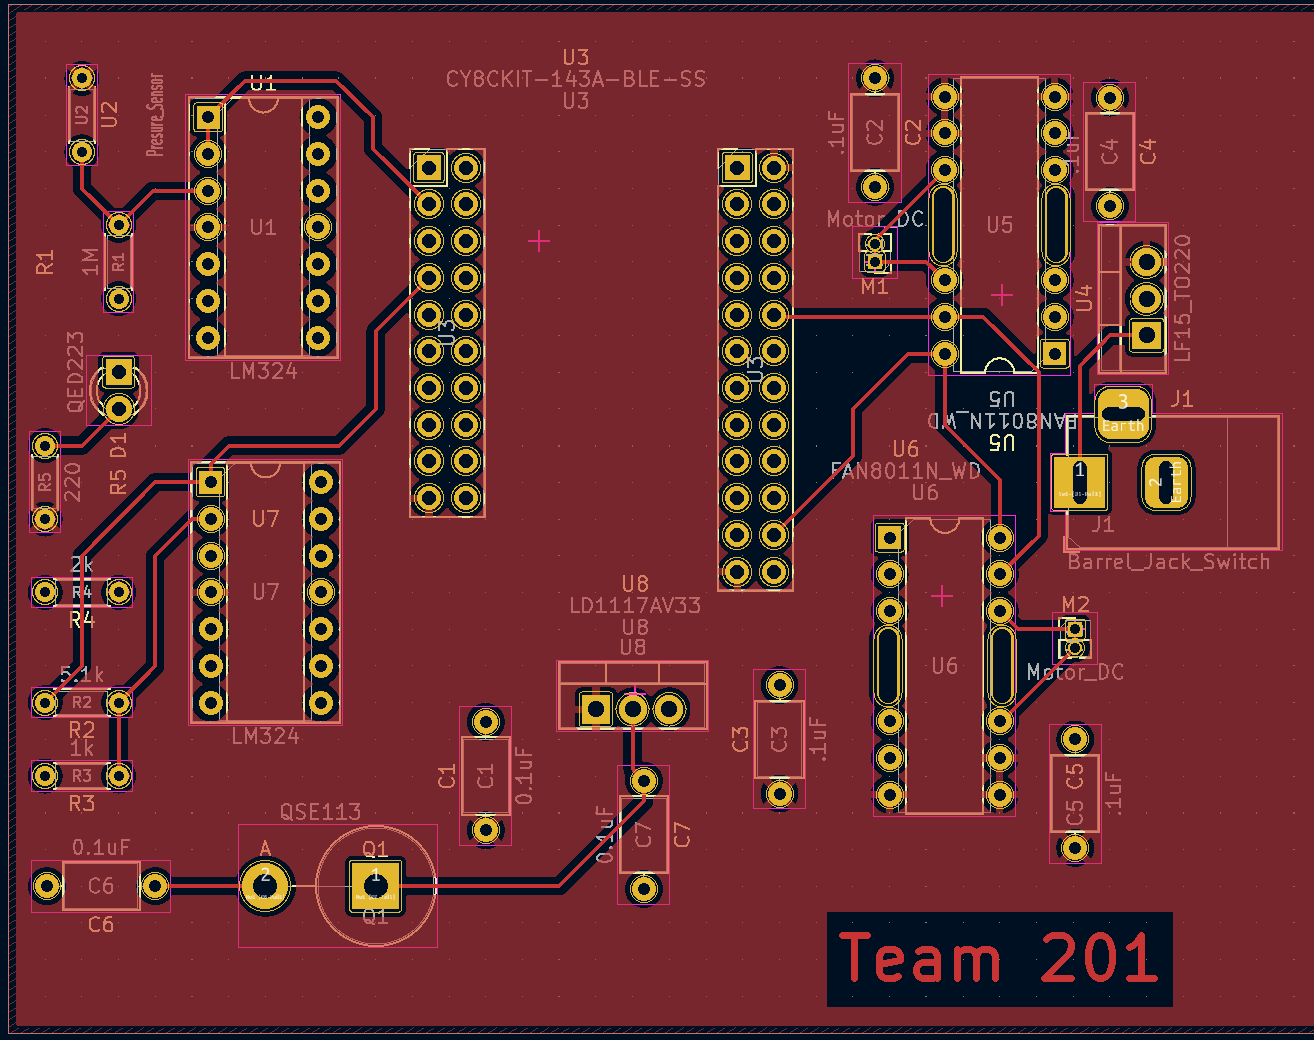 U3
CY8CKIT-143A-BLE-SS
U3
U2
U2
Presure_Sensor
U1
U1
LM324
R1
1M
R1
U3
U3
.1uF
C2
C2
Motor_DC
M1
U5
.1uF
C4
C4
U4
LF15_TO220
U5
FAN8011N_WD
U5
QED223
D1
R5
220
R5
J1
3
Earth
1
2
Earth
J1
Barrel_Jack_Switch
U6
FAN8011N_WD
U6
U7
U7
LM324
2k
R4
R4
5.1k
R2
R2
1k
R3
R3
U8
LD1117AV33
U8
U8
M2
Motor_DC
U6
C1
C1
0.1uF
C3
C3
.1uF
C5
C5
.1uF
0.1uF
C7
C7
QSE113
A
2
Q1
1
Q1
0.1uF
C6
C6
Team 201